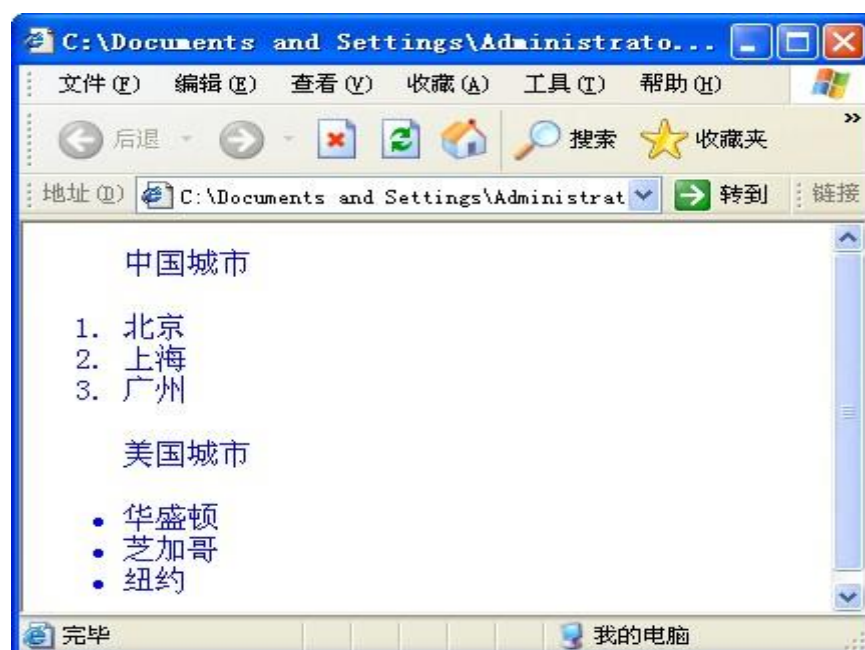 C:\Documents and Settings\Administrato...
文件(F) 编辑(E) 查看(V) 收藏(A) 工具(T) 帮助(H)
后退 搜索 收藏夹 »
地址(D) C:\Documents and Settings\Administrat 转到 链接
中国城市
1. 北京
2. 上海
3. 广州
美国城市
• 华盛顿
• 芝加哥
• 纽约
完毕 我的电脑